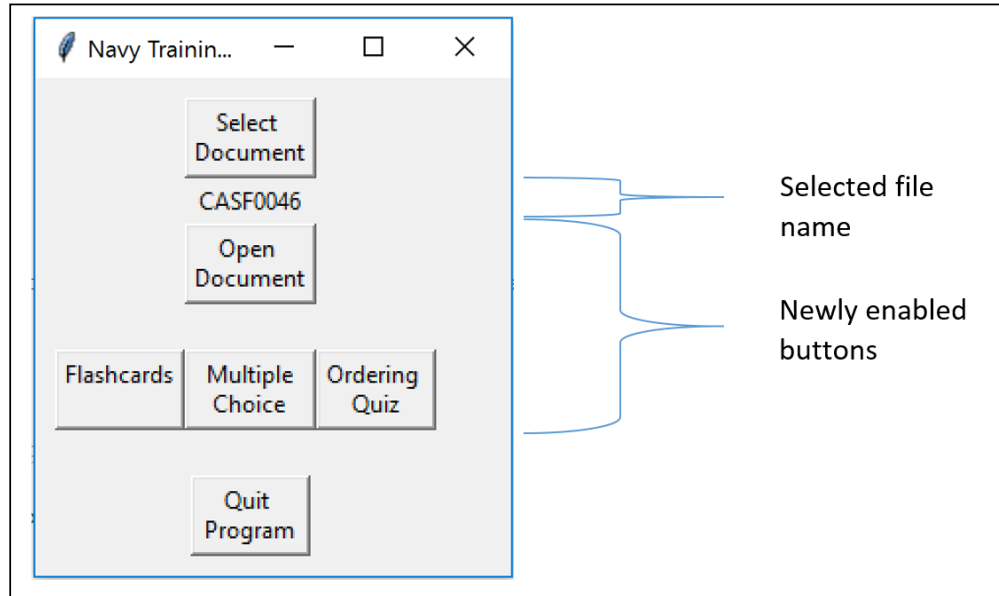 Navy Trainin...
Select
Document
CASF0046
Open
Document
Flashcards
Multiple
Choice
Ordering
Quiz
Quit
Program
Selected file
name
Newly enabled
buttons